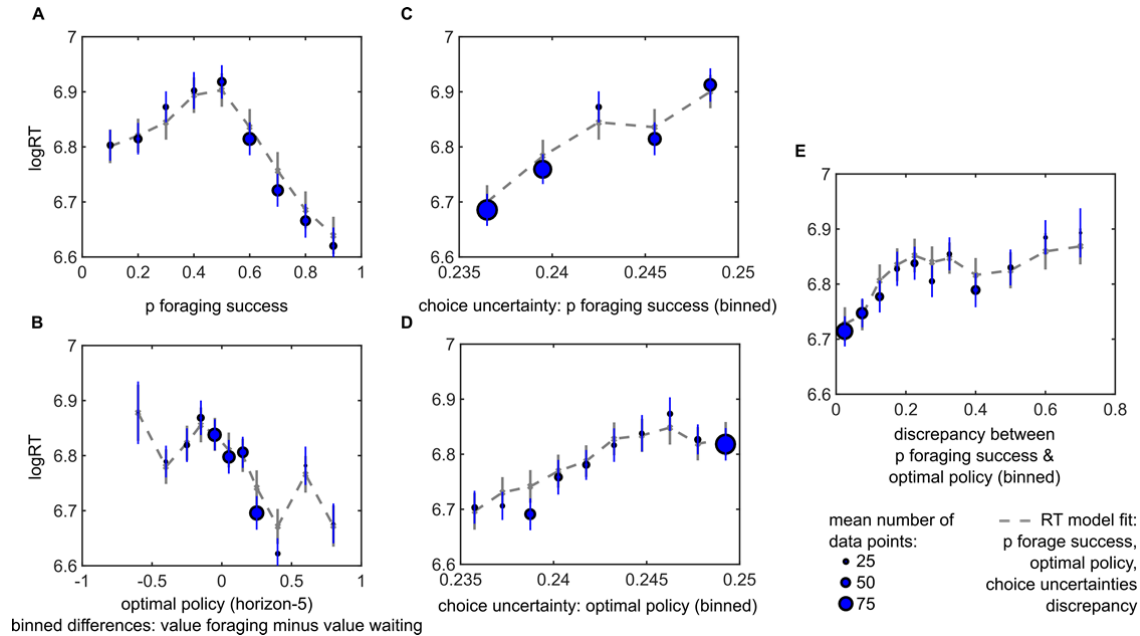 A
7
6.9
6.8
6.7
6.6
logRT
0
0.2
0.4
0.6
0.8
1
p foraging success
B
7
6.9
6.8
6.7
6.6
logRT
-1
-0.5
0
0.5
1
optimal policy (horizon-5)
binned differences: value foraging minus value waiting
C
7
6.9
6.8
6.7
6.6
0.235
0.24
0.245
0.25
choice uncertainty: p foraging success (binned)
D
7
6.9
6.8
6.7
6.6
0.235
0.24
0.245
0.25
choice uncertainty: optimal policy (binned)
E
7
6.9
6.8
6.7
6.6
0
0.2
0.4
0.6
0.8
discrepancy between
p foraging success &
optimal policy (binned)
mean number of
data points:
25
50
75
RT model fit:
p forage success,
optimal policy,
choice uncertainties
discrepancy